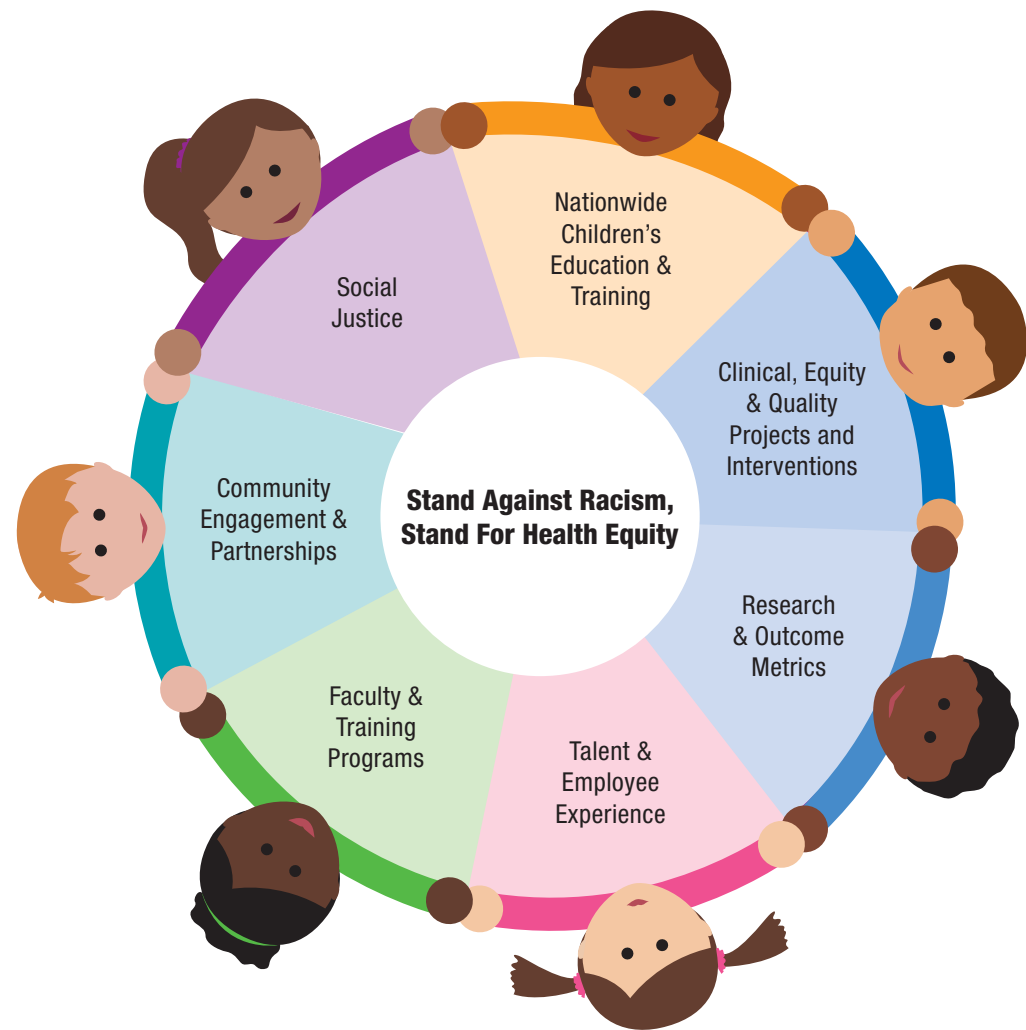 Nationwide
Children’s
Education &
Training
Clinical, Equity
& Quality
Projects and
Interventions
Research
& Outcome
Metrics
Talent &
Employee
Experience
Faculty &
Training
Programs
Community
Engagement &
Partnerships
Social
Justice
Stand Against Racism,
Stand For Health Equity